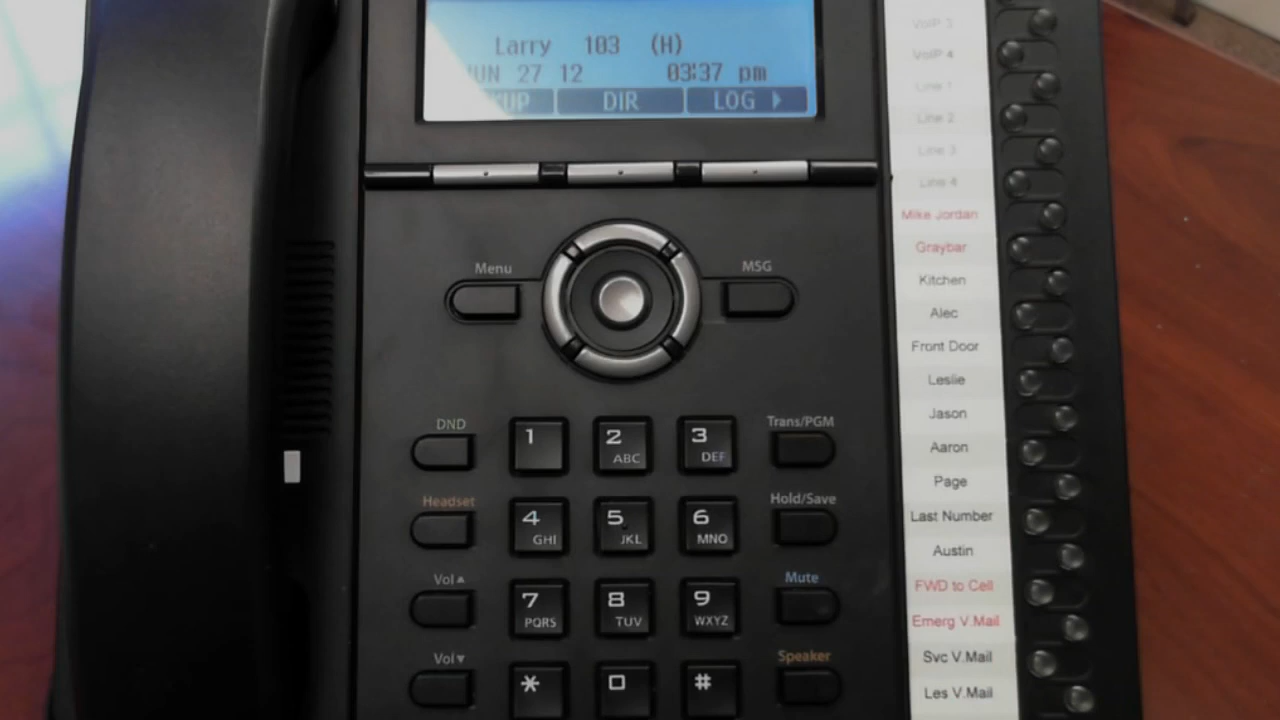 Larry 103 (H)
UN 27 12 03:37 pm
KUP DIR LOG
VoIP 3
VoIP 4
Line 1
Line 2
Line 3
Line 4
Mike Jordan
Graybar
Kitchen
Alec
Front Door
Leslie
Jason
Aaron
Page
Last Number
Austin
FWD to Cell
Emerg V.Mail
Svc V.Mail
Les V.Mail
Menu
MSG
DND
1
2 ABC
3 DEF
Trans/PGM
Headset
4 GHI
5 JKL
6 MNO
Hold/Save
Vol▲
7 PQRS
8 TUV
9 WXYZ
Mute
Vol▼
*
0
#
Speaker